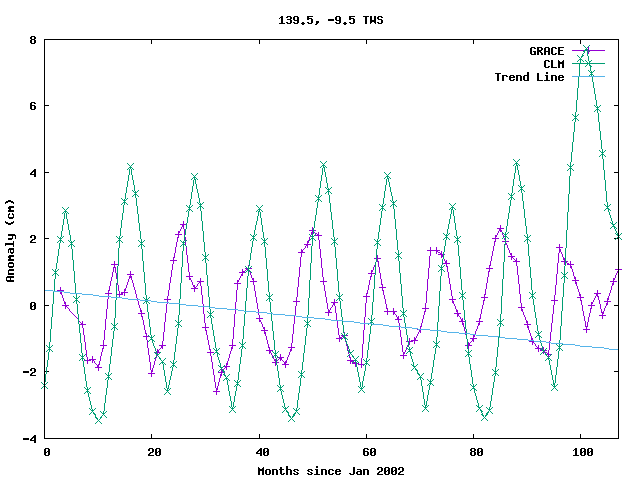 139.5, -9.5 TWS
GRACE
CLM
Trend Line
8
6
4
2
0
-2
-4
Anomaly (cm)
0 20 40 60 80 100
Months since Jan 2002